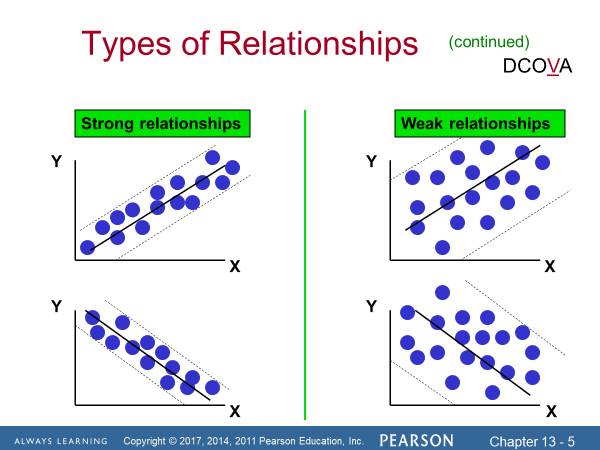 Types of Relationships
(continued)
DCOVA
Strong relationships
Weak relationships
Y
X
Y
X
Y
X
Y
X
ALWAYS LEARNING
Copyright © 2017, 2014, 2011 Pearson Education, Inc.
PEARSON
Chapter 13 - 5